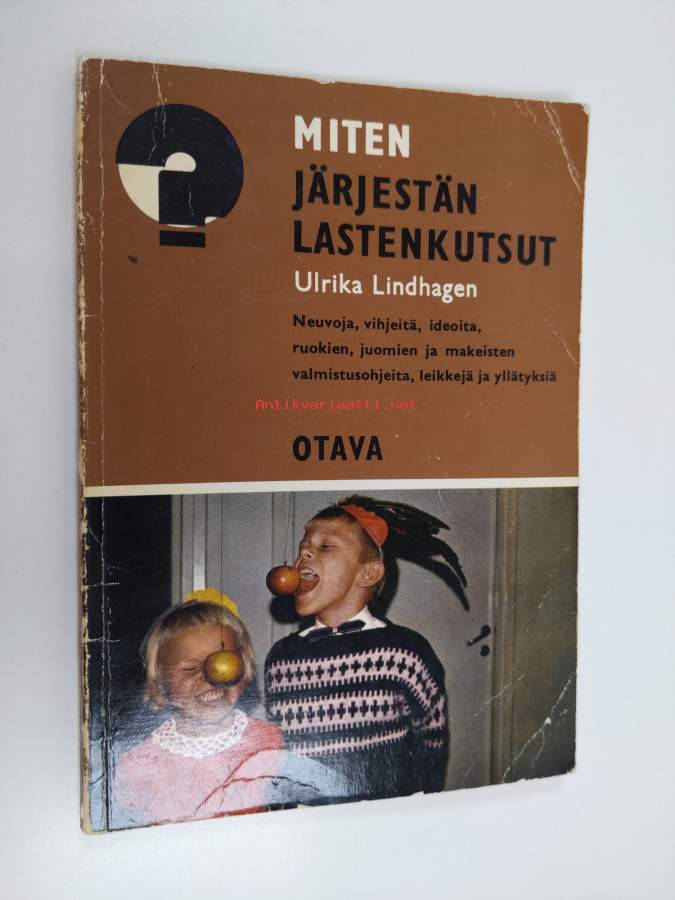 MITEN
JÄRJESTÄN
LASTENKUTSUT
Ulrika Lindhagen
Neuvoja, vihjeitä, ideoita,
ruokien, juomien ja makeisten
valmistusohjeita, leikkejä ja yllätyksiä
Antikvariaatti.net
OTAVA